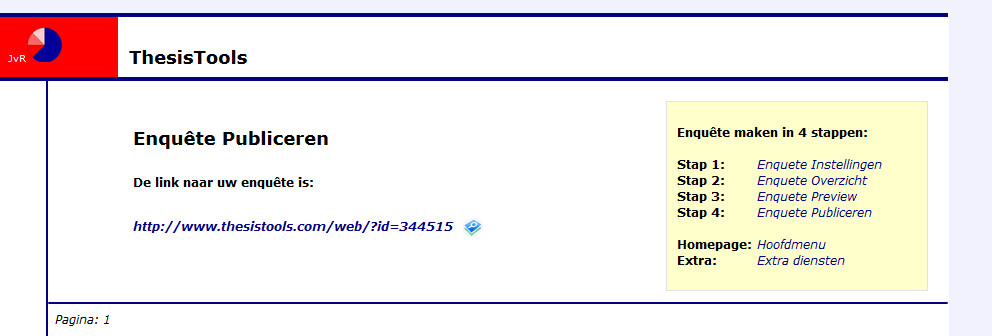 JvR
ThesisTools
Enquête Publiceren
De link naar uw enquête is:
http://www.thesistools.com/web/?id=344515
Enquête maken in 4 stappen:
Stap 1: Enquete Instellingen
Stap 2: Enquete Overzicht
Stap 3: Enquete Preview
Stap 4: Enquete Publiceren
Homepage: Hoofdmenu
Extra: Extra diensten
Pagina: 1